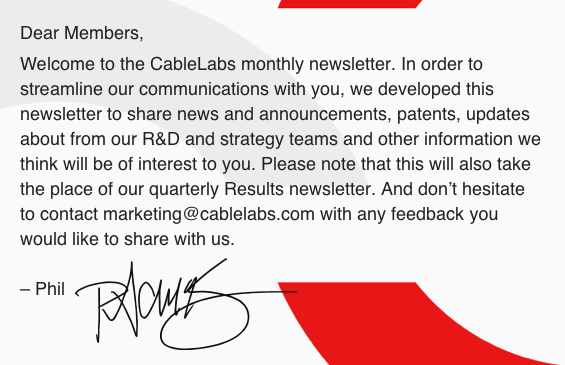 Dear Members,
Welcome to the CableLabs monthly newsletter. In order to
streamline our communications with you, we developed this
newsletter to share news and announcements, patents, updates
about from our R&D and strategy teams and other information we
think will be of interest to you. Please note that this will also take
the place of our quarterly Results newsletter. And don’t hesitate
to contact marketing@cablelabs.com with any feedback you
would like to share with us.
– Phil